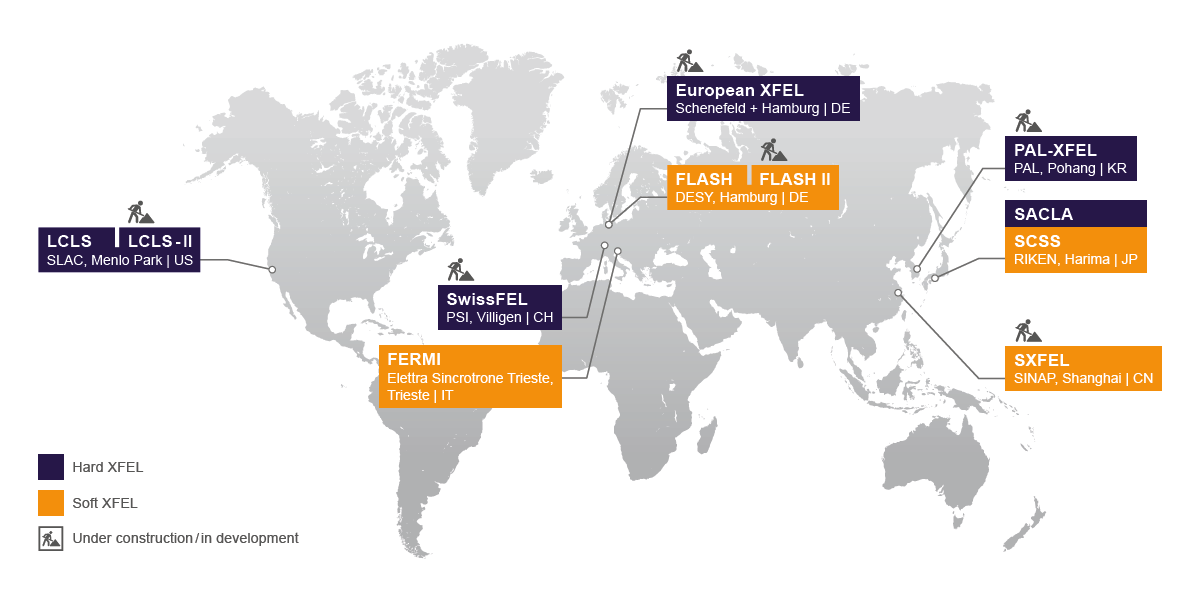 European XFEL
Schenefeld + Hamburg | DE
FLASH FLASH II
DESY, Hamburg | DE
PAL-XFEL
PAL, Pohang | KR
SACLA
SCSS
RIKEN, Harima | JP
LCLS LCLS-II
SLAC, Menlo Park | US
SwissFEL
PSI, Villigen | CH
FERMI
Elettra Sincrotrone Trieste,
Trieste | IT
SXFEL
SINAP, Shanghai | CN
Hard XFEL
Soft XFEL
Under construction/in development